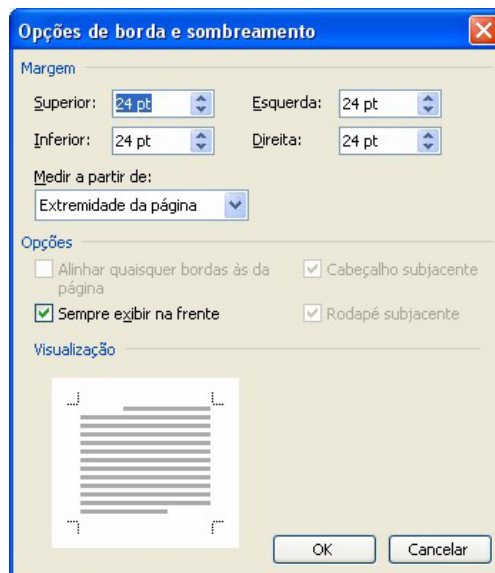 Opções de borda e sombreamento
Margem
Superior: 24 pt Esquerda: 24 pt
Inferior: 24 pt Direita: 24 pt
Medir a partir de:
Extremidade da página
Opções
Alinhar quaisquer bordas às da página
Cabeçalho subjacente
Sempre exibir na frente
Rodapé subjacente
Visualização
OK Cancelar